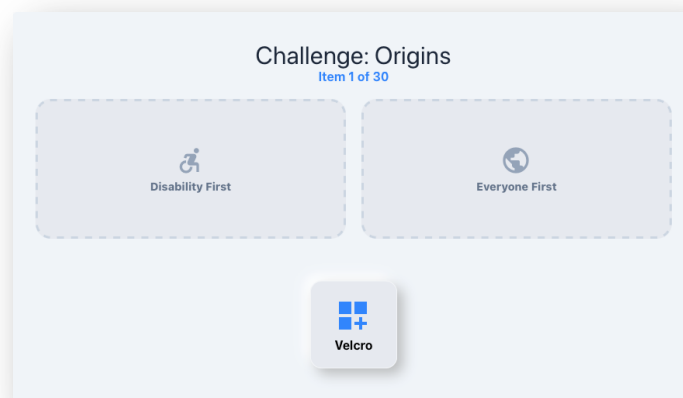 Challenge: Origins
Item 1 of 30
Disability First
Everyone First
Velcro